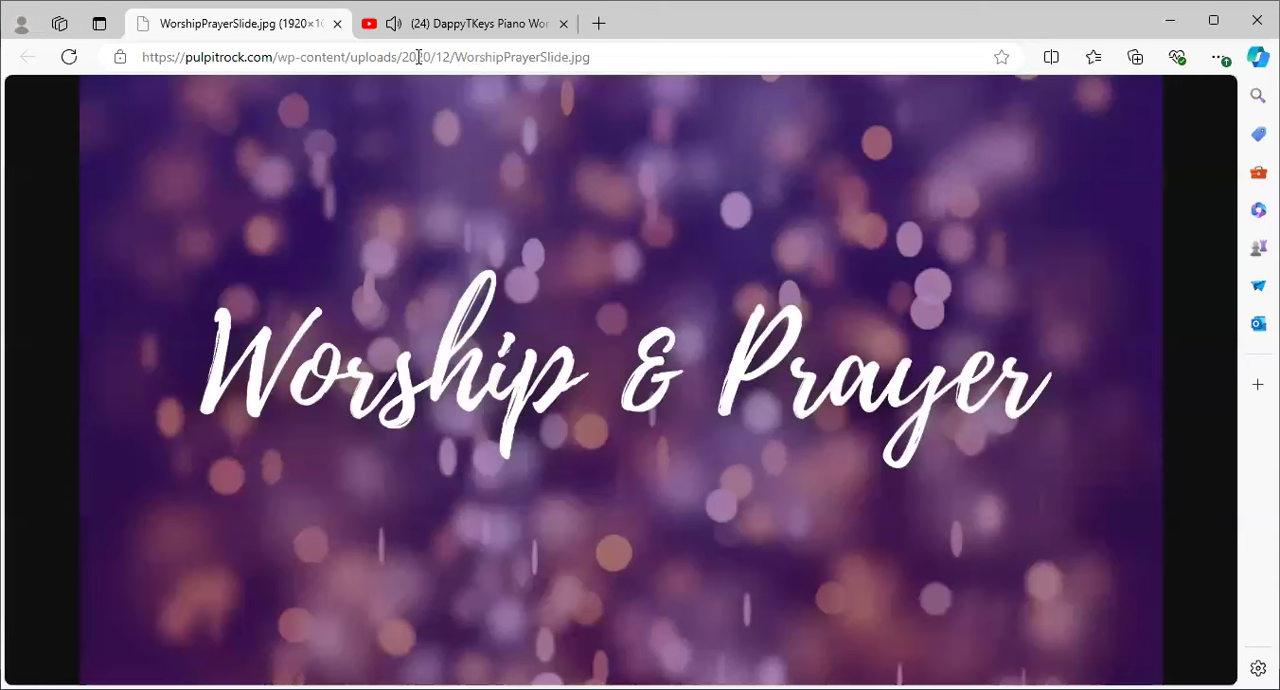 WorshipPrayerSlide.jpg (1920×10
(24) DappyTKeys Piano Wor
https://pulpitrock.com/wp-content/uploads/2020/12/WorshipPrayerSlide.jpg
Worship & Prayer